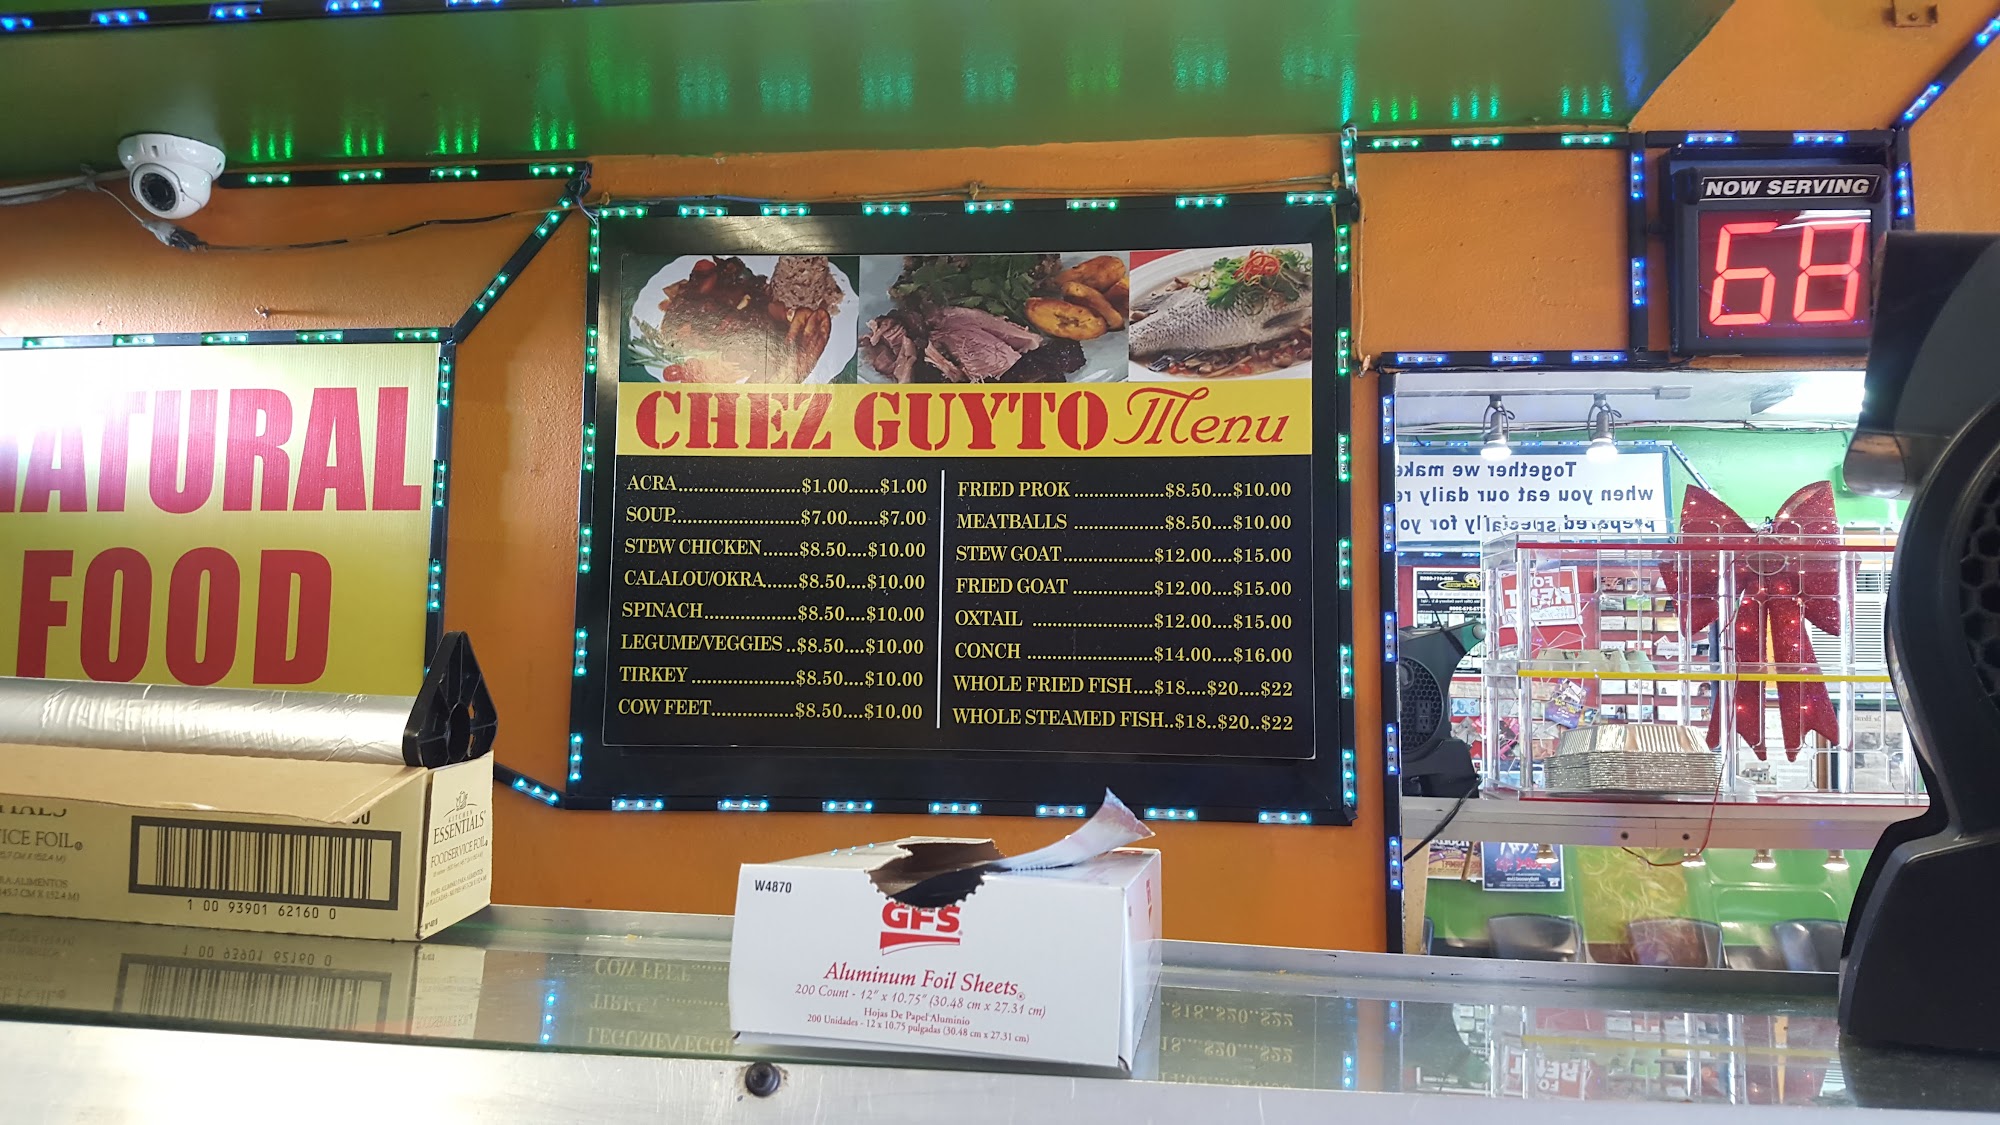 NOW SERVING
68
NATURAL
FOOD
CHEZ GUYTO Menu
ACRA........................$1.00......$1.00
SOUP.........................$7.00......$7.00
STEW CHICKEN.......$8.50....$10.00
CALALOU/OKRA.......$8.50....$10.00
SPINACH...................$8.50....$10.00
LEGUME/VEGGIES ..$8.50....$10.00
TIRKEY ....................$8.50....$10.00
COW FEET................$8.50....$10.00
FRIED PROK ..................$8.50....$10.00
MEATBALLS ..................$8.50....$10.00
STEW GOAT..................$12.00....$15.00
FRIED GOAT ................$12.00....$15.00
OXTAIL ........................$12.00....$15.00
CONCH .........................$14.00....$16.00
WHOLE FRIED FISH....$18....$20....$22
WHOLE STEAMED FISH..$18..$20..$22
Together we make
when you eat our daily
prepared specially for
FOR
RENT
KITCHEN
ESSENTIALS
FOODSERVICE FOIL
1 00 93901 62160 0
W4870
GFS
Aluminum Foil Sheets
200 Count - 12" x 10.75" (30.48 cm x 27.31 cm)
Hojas De Papel Aluminio
200 Unidades - 12 x 10.75 pulgadas (30.48 cm x 27.31 cm)